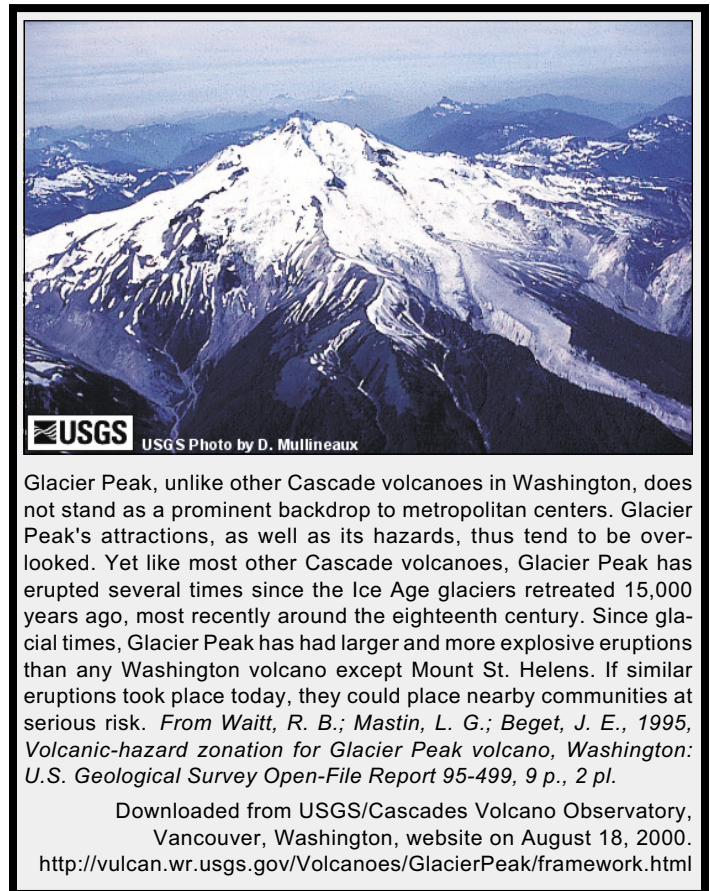 USGS USGS Photo by D. Mullineaux
Glacier Peak, unlike other Cascade volcanoes in Washington, does
not stand as a prominent backdrop to metropolitan centers. Glacier
Peak's attractions, as well as its hazards, thus tend to be over-
looked. Yet like most other Cascade volcanoes, Glacier Peak has
erupted several times since the Ice Age glaciers retreated 15,000
years ago, most recently around the eighteenth century. Since gla-
cial times, Glacier Peak has had larger and more explosive eruptions
than any Washington volcano except Mount St. Helens. If similar
eruptions took place today, they could place nearby communities at
serious risk. From Waitt, R. B.; Mastin, L. G.; Beget, J. E., 1995,
Volcanic-hazard zonation for Glacier Peak volcano, Washington:
U.S. Geological Survey Open-File Report 95-499, 9 p., 2 pl.
Downloaded from USGS/Cascades Volcano Observatory,
Vancouver, Washington, website on August 18, 2000.
http://vulcan.wr.usgs.gov/Volcanoes/GlacierPeak/framework.html